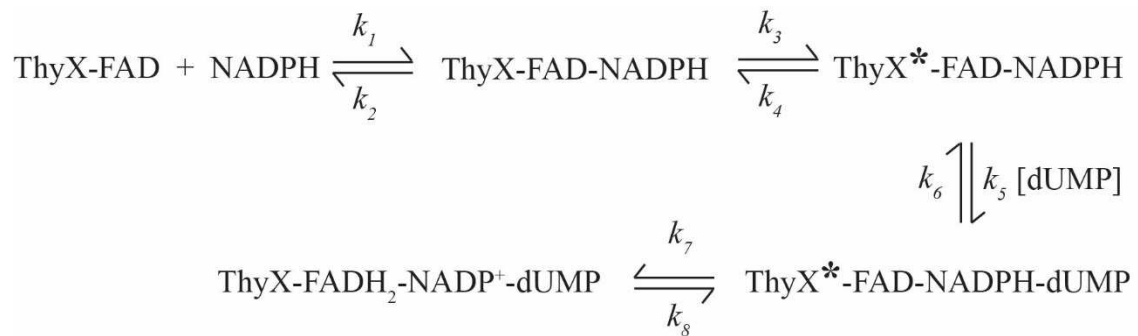 k1 k3
ThyX-FAD + NADPH ThyX-FAD-NADPH ThyX*-FAD-NADPH
k2 k4
k6 k5 [dUMP]
k7
ThyX-FADH2-NADP+-dUMP ThyX*-FAD-NADPH-dUMP
k8